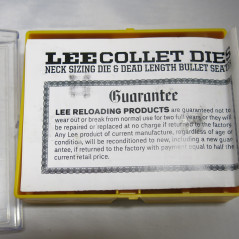 LEE COLLET DIES
NECK SIZING DIE & DEAD LENGTH BULLET SEAT
Guarantee
LEE RELOADING PRODUCTS are guaranteed not to
wear out or break from normal use for two full years or they will
be repaired or replaced at no charge if returned to the factory.
Any Lee product of current manufacture, regardless of age or
condition, will be reconditioned to new, including a new guar
antee, if returned to the factory with payment equal to half the
current retail price.